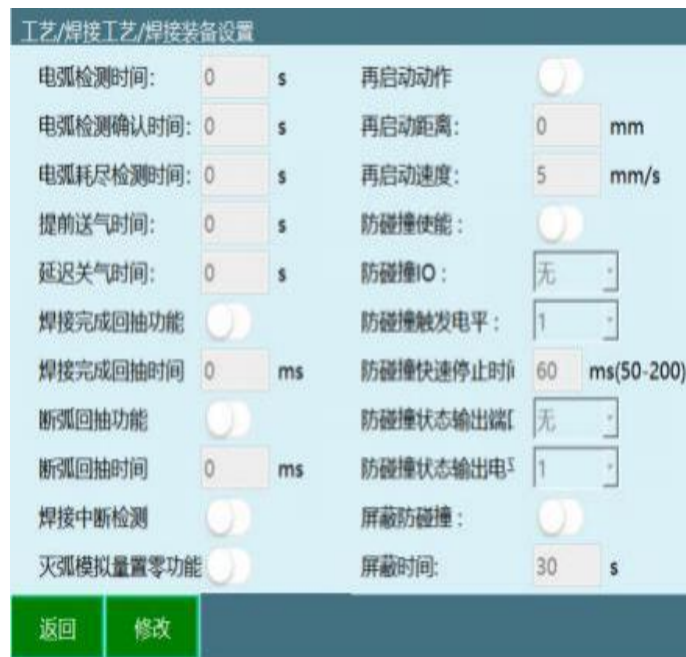 工艺/焊接工艺/焊接装备设置
电弧检测时间: 0 s 再启动动作
电弧检测确认时间: 0 s 再启动距离: 0 mm
电弧耗尽检测时间: 0 s 再启动速度: 5 mm/s
提前送气时间: 0 s 防碰撞使能：
延迟关气时间: 0 s 防碰撞IO： 无
焊接完成回抽功能 防碰撞触发电平： 1
焊接完成回抽时间 0 ms 防碰撞快速停止时间 60 ms(50-200)
断弧回抽功能 防碰撞状态输出端口 无
断弧回抽时间 0 ms 防碰撞状态输出电平 1
焊接中断检测 屏蔽防碰撞：
灭弧模拟量置零功能 屏蔽时间: 30 s
返回 修改